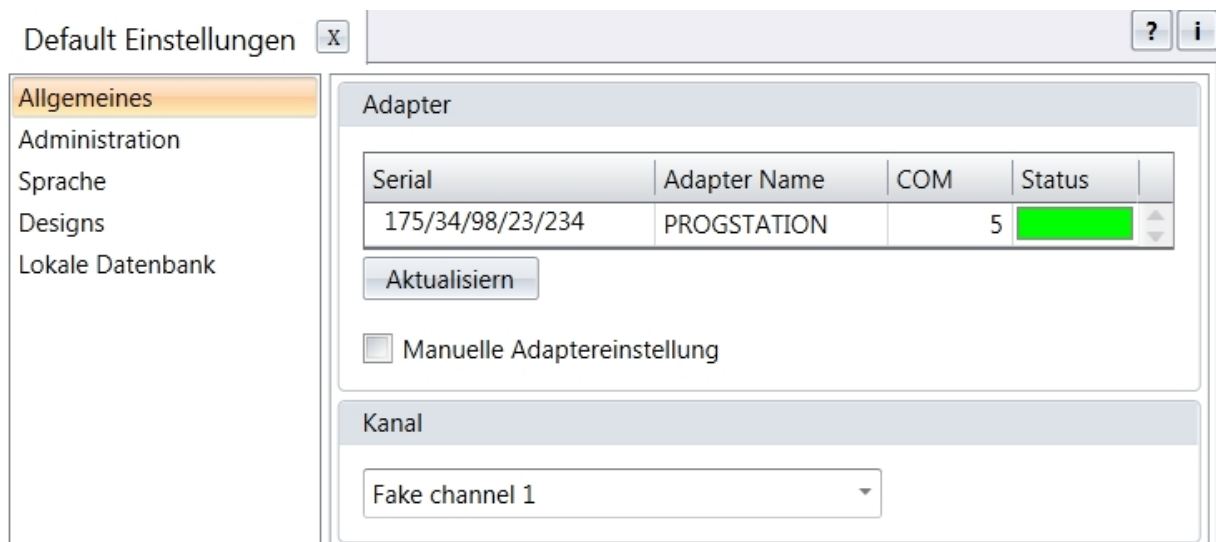 Default Einstellungen X
? i
Allgemeines
Administration
Sprache
Designs
Lokale Datenbank
Adapter
Serial Adapter Name COM Status
175/34/98/23/234 PROGSTATION 5
Aktualisiern
Manuelle Adaptereinstellung
Kanal
Fake channel 1